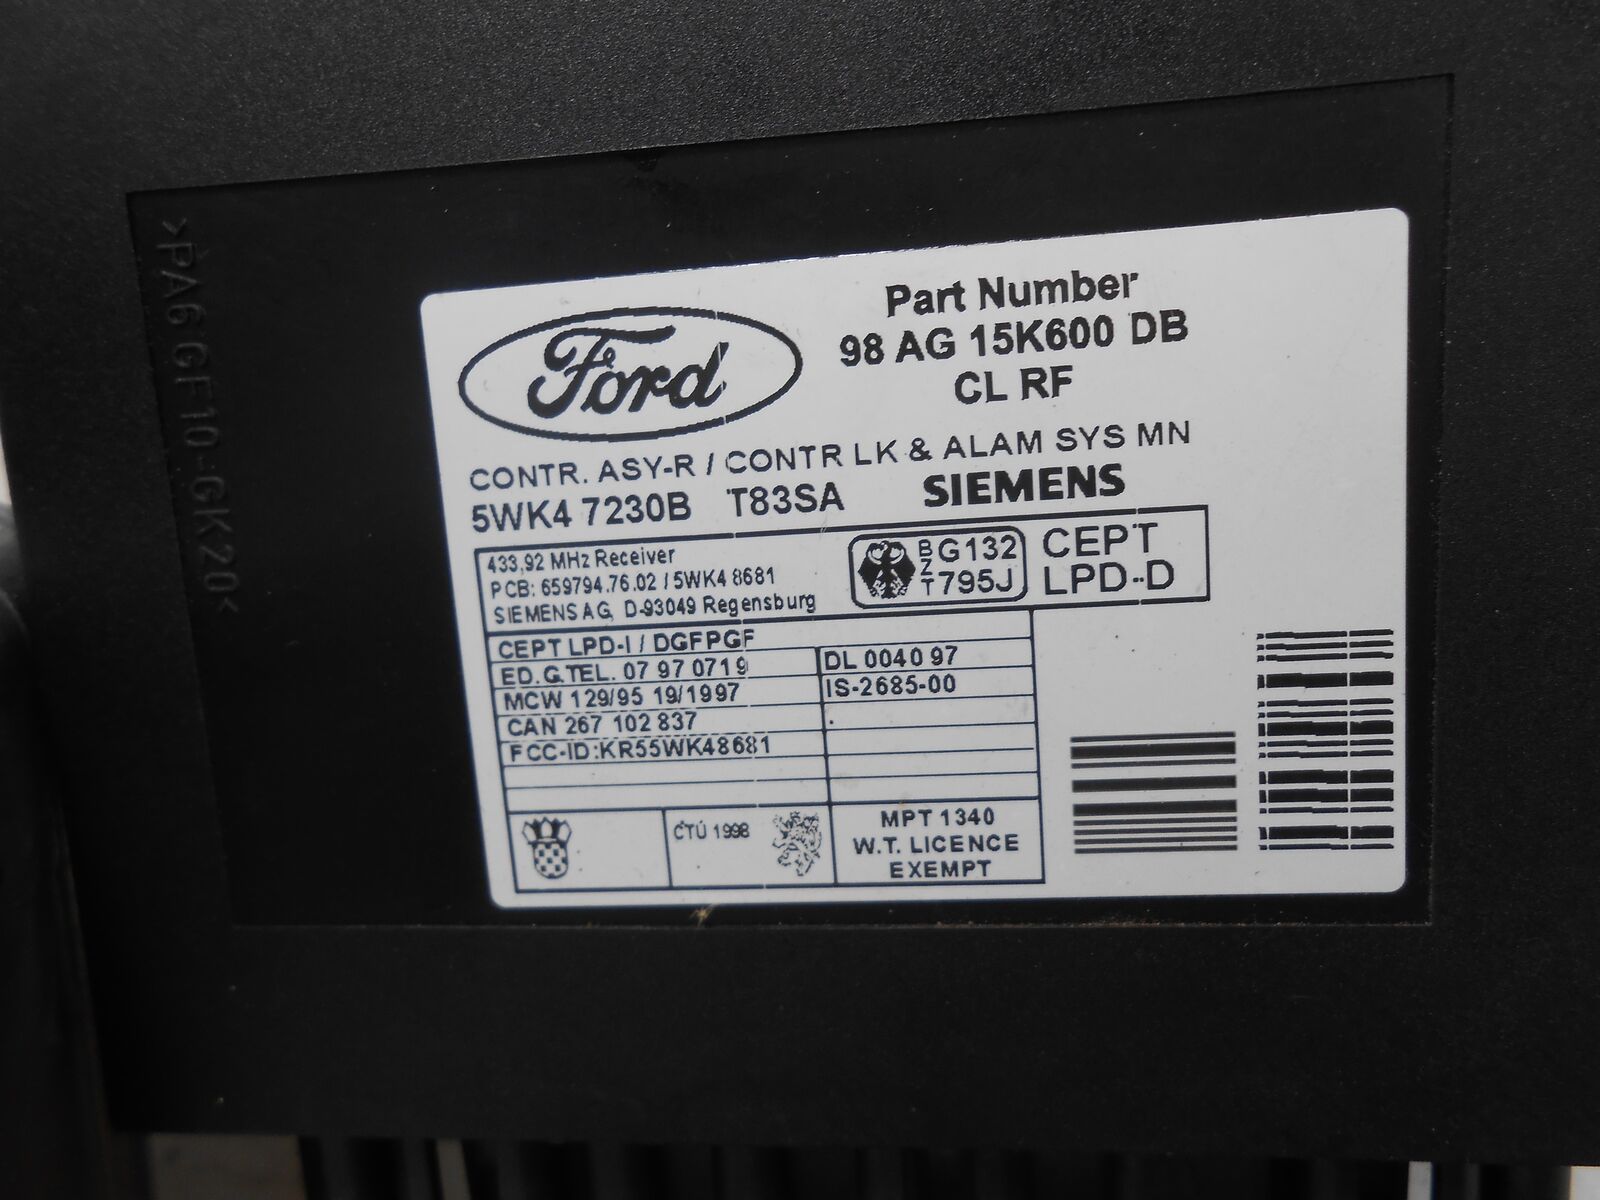 >PA6 GF10-GK20<
Ford
Part Number
98 AG 15K600 DB
CL RF
CONTR. ASY-R / CONTR LK & ALAM SYS MN
5WK4 7230B T83SA SIEMENS
433,92 MHz Receiver
PCB: 659794.76.02 / 5WK4 8681
SIEMENS AG, D-93049 Regensburg
BZT G132
795J
CEPT
LPD-D
CEPT LPD-I / DGFPGF
ED.G.TEL. 07 97 0719
DL 0040 97
MCW 129/95 19/1997
IS-2685-00
CAN 267 102 837
FCC-ID:KR55WK48681
ČTÚ 1998
MPT 1340
W.T. LICENCE
EXEMPT